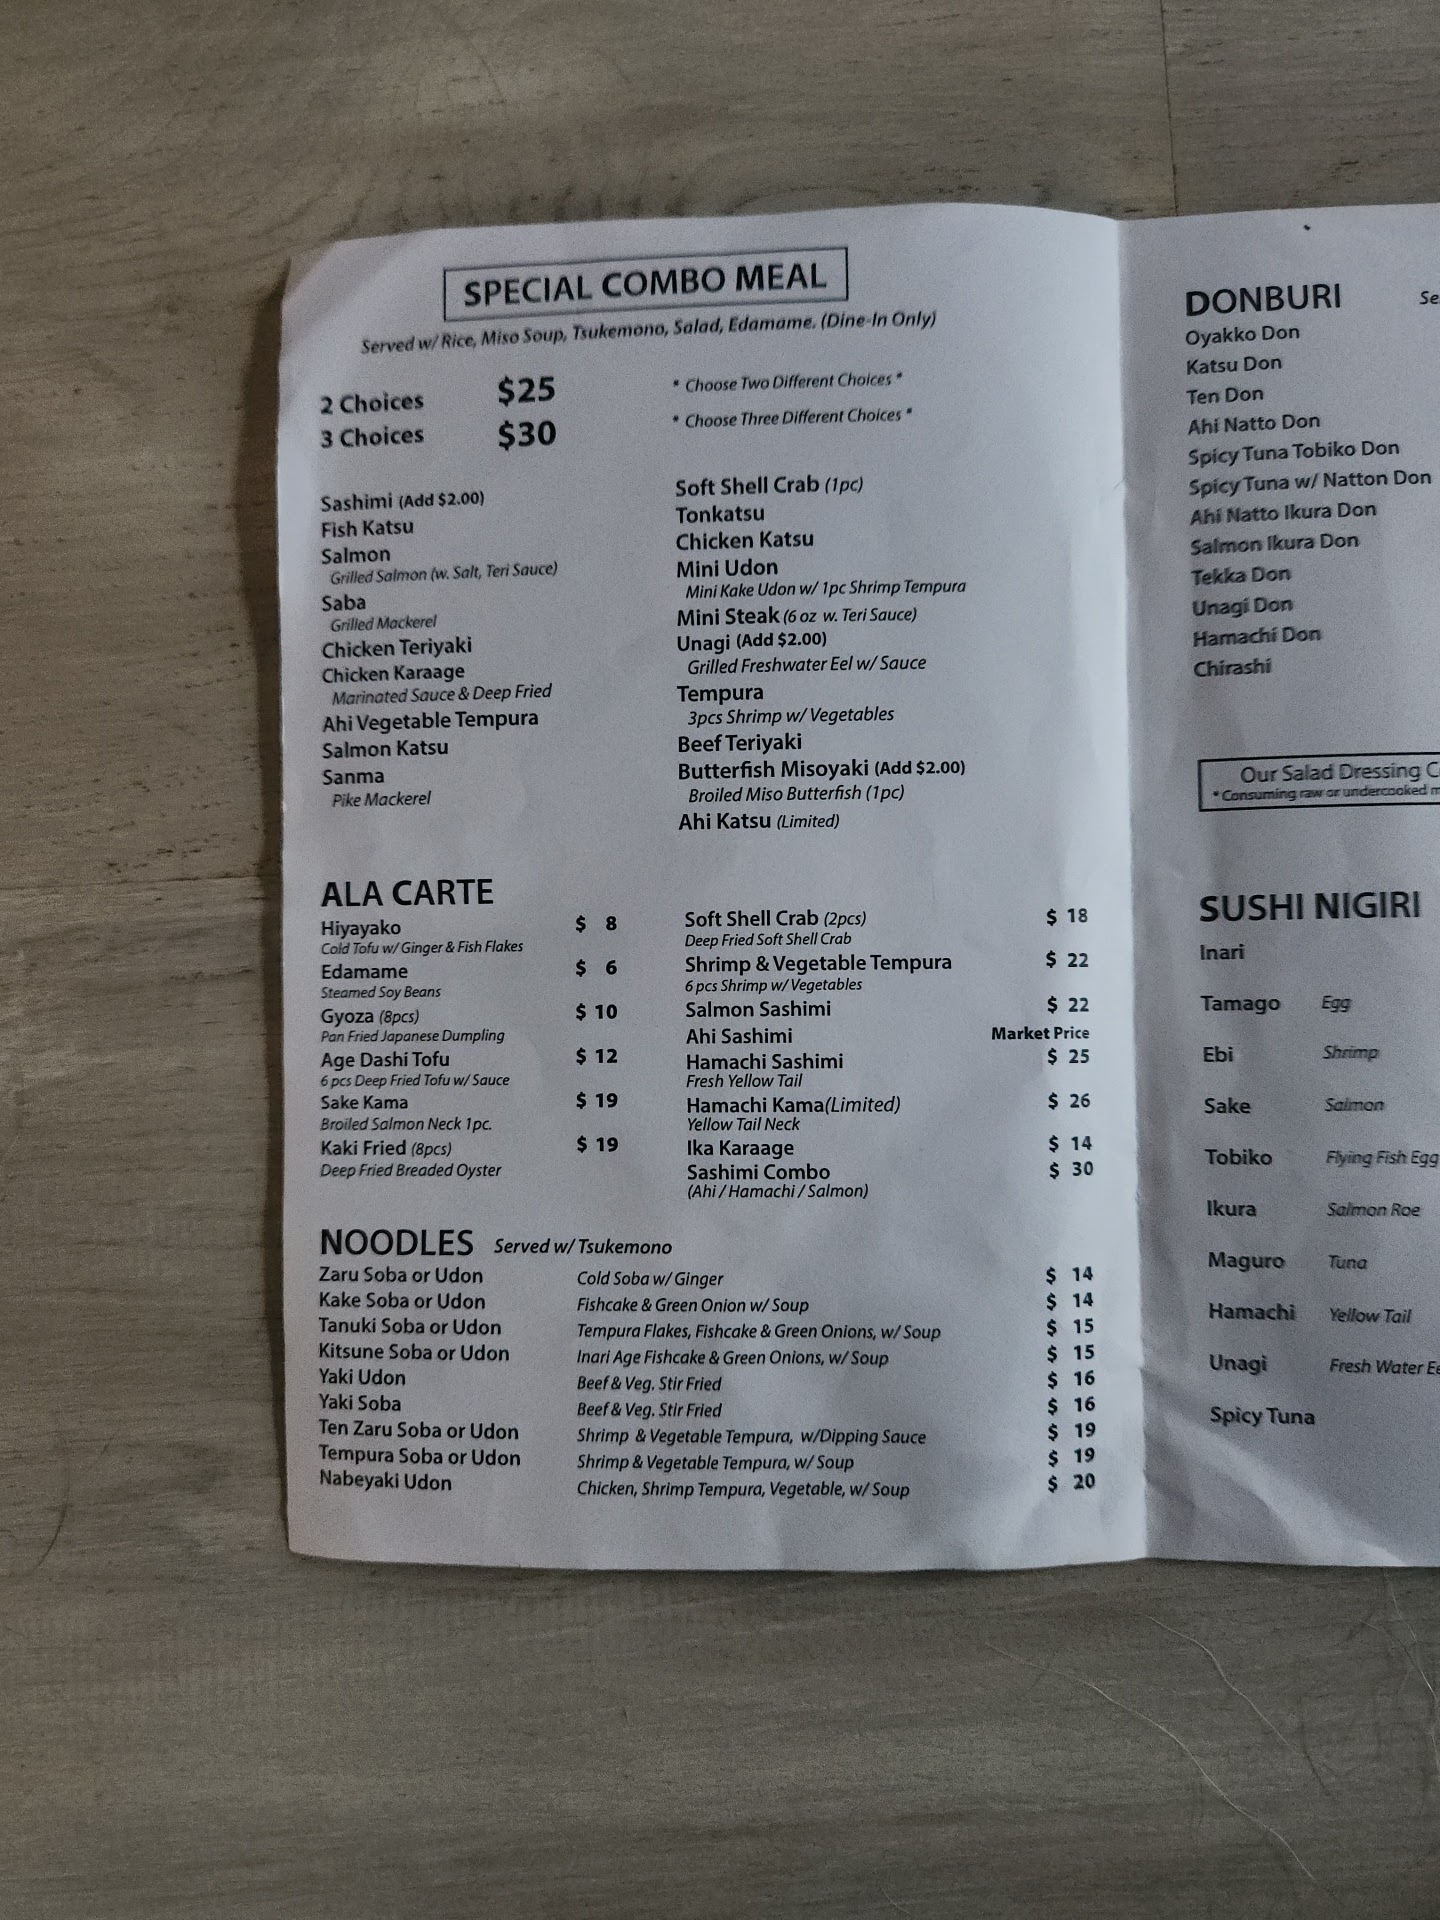 SPECIAL COMBO MEAL
Served w/ Rice, Miso Soup, Tsukemono, Salad, Edamame. (Dine-In Only)
2 Choices $25 * Choose Two Different Choices *
3 Choices $30 * Choose Three Different Choices *
Sashimi (Add $2.00)
Fish Katsu
Salmon
Grilled Salmon (w. Salt, Teri Sauce)
Saba
Grilled Mackerel
Chicken Teriyaki
Chicken Karaage
Marinated Sauce & Deep Fried
Ahi Vegetable Tempura
Salmon Katsu
Sanma
Pike Mackerel
Soft Shell Crab (1pc)
Tonkatsu
Chicken Katsu
Mini Udon
Mini Kake Udon w/ 1pc Shrimp Tempura
Mini Steak (6 oz w. Teri Sauce)
Unagi (Add $2.00)
Grilled Freshwater Eel w/ Sauce
Tempura
3pcs Shrimp w/ Vegetables
Beef Teriyaki
Butterfish Misoyaki (Add $2.00)
Broiled Miso Butterfish (1pc)
Ahi Katsu (Limited)
ALA CARTE
Hiyayako $ 8
Cold Tofu w/ Ginger & Fish Flakes
Edamame $ 6
Steamed Soy Beans
Gyoza (8pcs) $ 10
Pan Fried Japanese Dumpling
Age Dashi Tofu $ 12
6 pcs Deep Fried Tofu w/ Sauce
Sake Kama $ 19
Broiled Salmon Neck 1pc.
Kaki Fried (8pcs) $ 19
Deep Fried Breaded Oyster
Soft Shell Crab (2pcs) $ 18
Deep Fried Soft Shell Crab
Shrimp & Vegetable Tempura $ 22
6 pcs Shrimp w/ Vegetables
Salmon Sashimi $ 22
Ahi Sashimi Market Price
Hamachi Sashimi $ 25
Fresh Yellow Tail
Hamachi Kama(Limited) $ 26
Yellow Tail Neck
Ika Karaage $ 14
Sashimi Combo $ 30
(Ahi / Hamachi / Salmon)
NOODLES Served w/ Tsukemono
Zaru Soba or Udon Cold Soba w/ Ginger $ 14
Kake Soba or Udon Fishcake & Green Onion w/ Soup $ 14
Tanuki Soba or Udon Tempura Flakes, Fishcake & Green Onions, w/ Soup $ 15
Kitsune Soba or Udon Inari Age Fishcake & Green Onions, w/ Soup $ 15
Yaki Udon Beef & Veg. Stir Fried $ 16
Yaki Soba Beef & Veg. Stir Fried $ 16
Ten Zaru Soba or Udon Shrimp & Vegetable Tempura, w/Dipping Sauce $ 19
Tempura Soba or Udon Shrimp & Vegetable Tempura, w/ Soup $ 19
Nabeyaki Udon Chicken, Shrimp Tempura, Vegetable, w/ Soup $ 20
DONBURI
Oyakko Don
Katsu Don
Ten Don
Ahi Natto Don
Spicy Tuna Tobiko Don
Spicy Tuna w/ Natton Don
Ahi Natto Ikura Don
Salmon Ikura Don
Tekka Don
Unagi Don
Hamachi Don
Chirashi
Our Salad Dressing
* Consuming raw or undercooked
SUSHI NIGIRI
Inari
Tamago Egg
Ebi Shrimp
Sake Salmon
Tobiko Flying Fish Egg
Ikura Salmon Roe
Maguro Tuna
Hamachi Yellow Tail
Unagi Fresh Water
Spicy Tuna